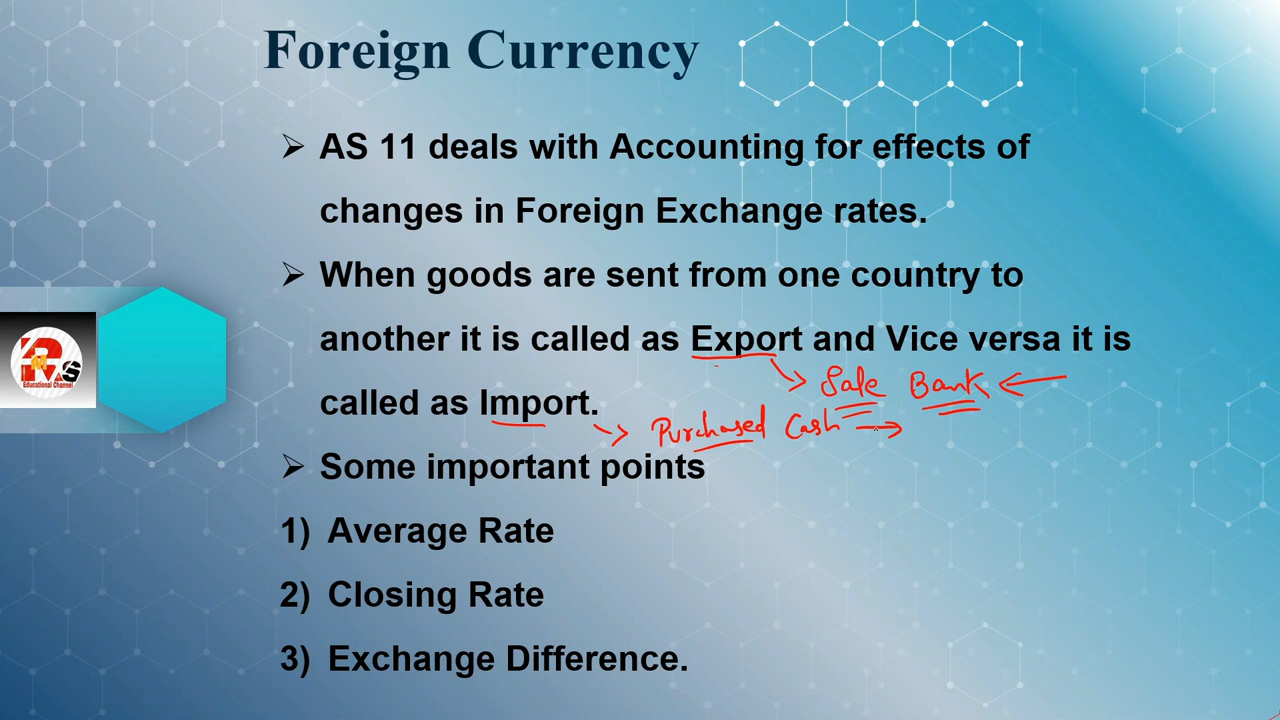 Foreign Currency
➢ AS 11 deals with Accounting for effects of
changes in Foreign Exchange rates.
➢ When goods are sent from one country to
another it is called as Export and Vice versa it is
→ Sale Bank ←
called as Import.
→ Purchased Cash →
➢ Some important points
1) Average Rate
2) Closing Rate
3) Exchange Difference.
Educational Channel